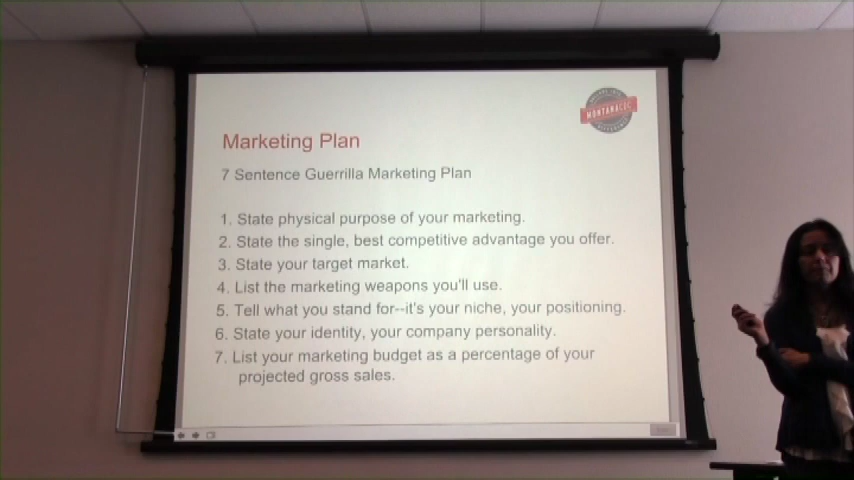 MONTANA
Marketing Plan
7 Sentence Guerrilla Marketing Plan
1. State physical purpose of your marketing.
2. State the single, best competitive advantage you offer.
3. State your target market.
4. List the marketing weapons you'll use.
5. Tell what you stand for--it's your niche, your positioning.
6. State your identity, your company personality.
7. List your marketing budget as a percentage of your
projected gross sales.